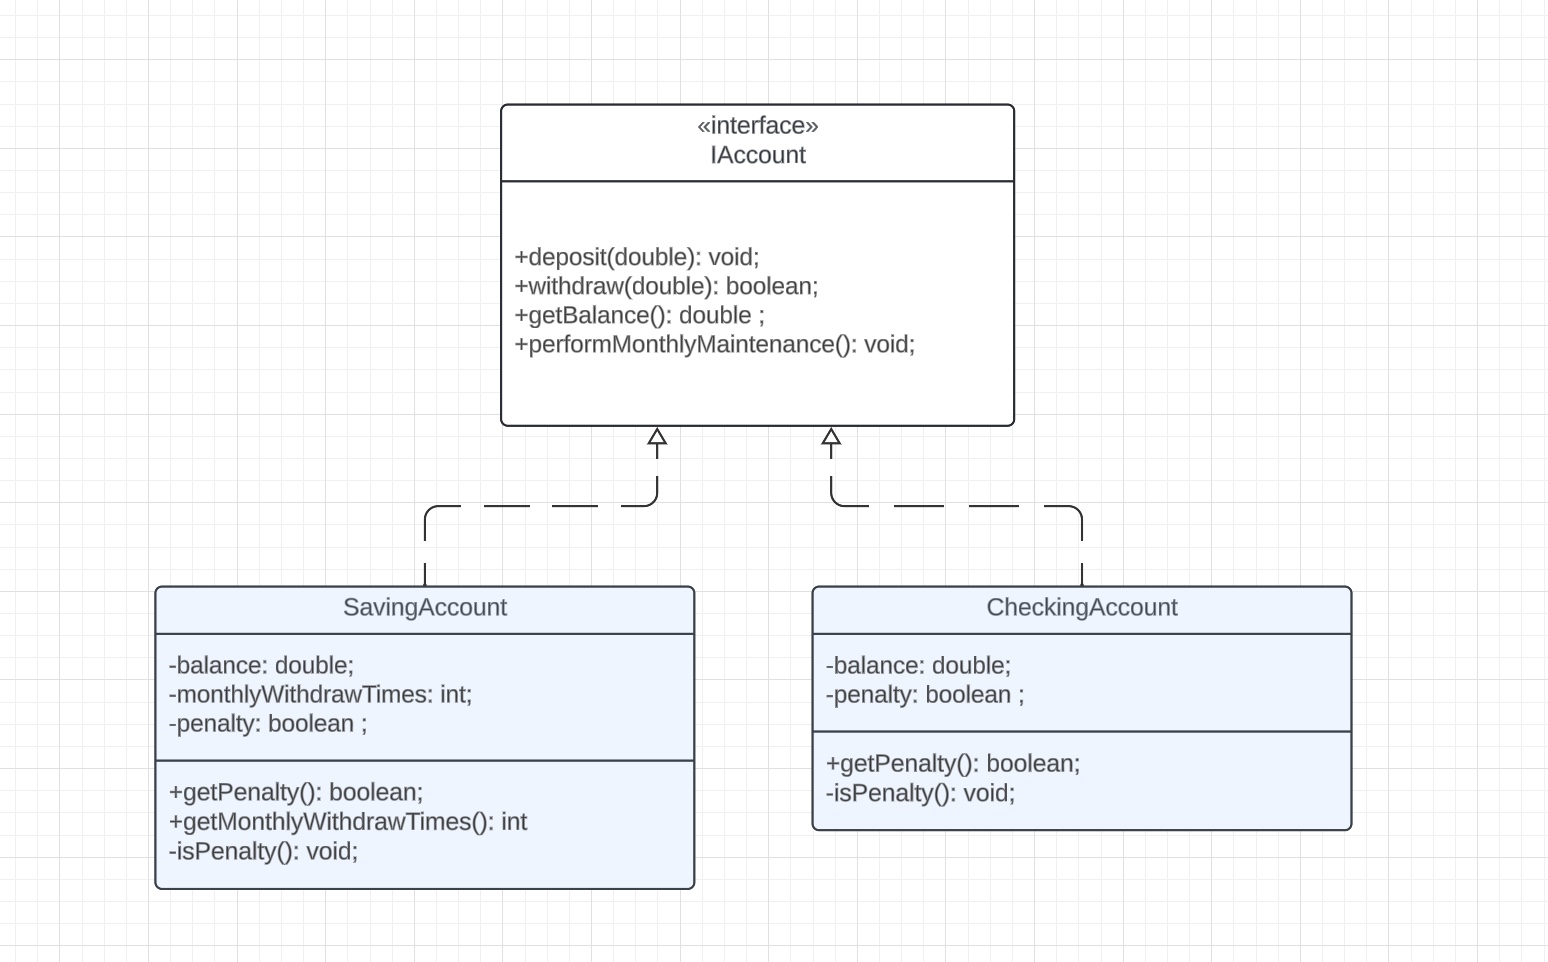 «interface»
IAccount
+deposit(double): void;
+withdraw(double): boolean;
+getBalance(): double ;
+performMonthlyMaintenance(): void;
SavingAccount
-balance: double;
-monthlyWithdrawTimes: int;
-penalty: boolean ;
+getPenalty(): boolean;
+getMonthlyWithdrawTimes(): int
-isPenalty(): void;
CheckingAccount
-balance: double;
-penalty: boolean ;
+getPenalty(): boolean;
-isPenalty(): void;